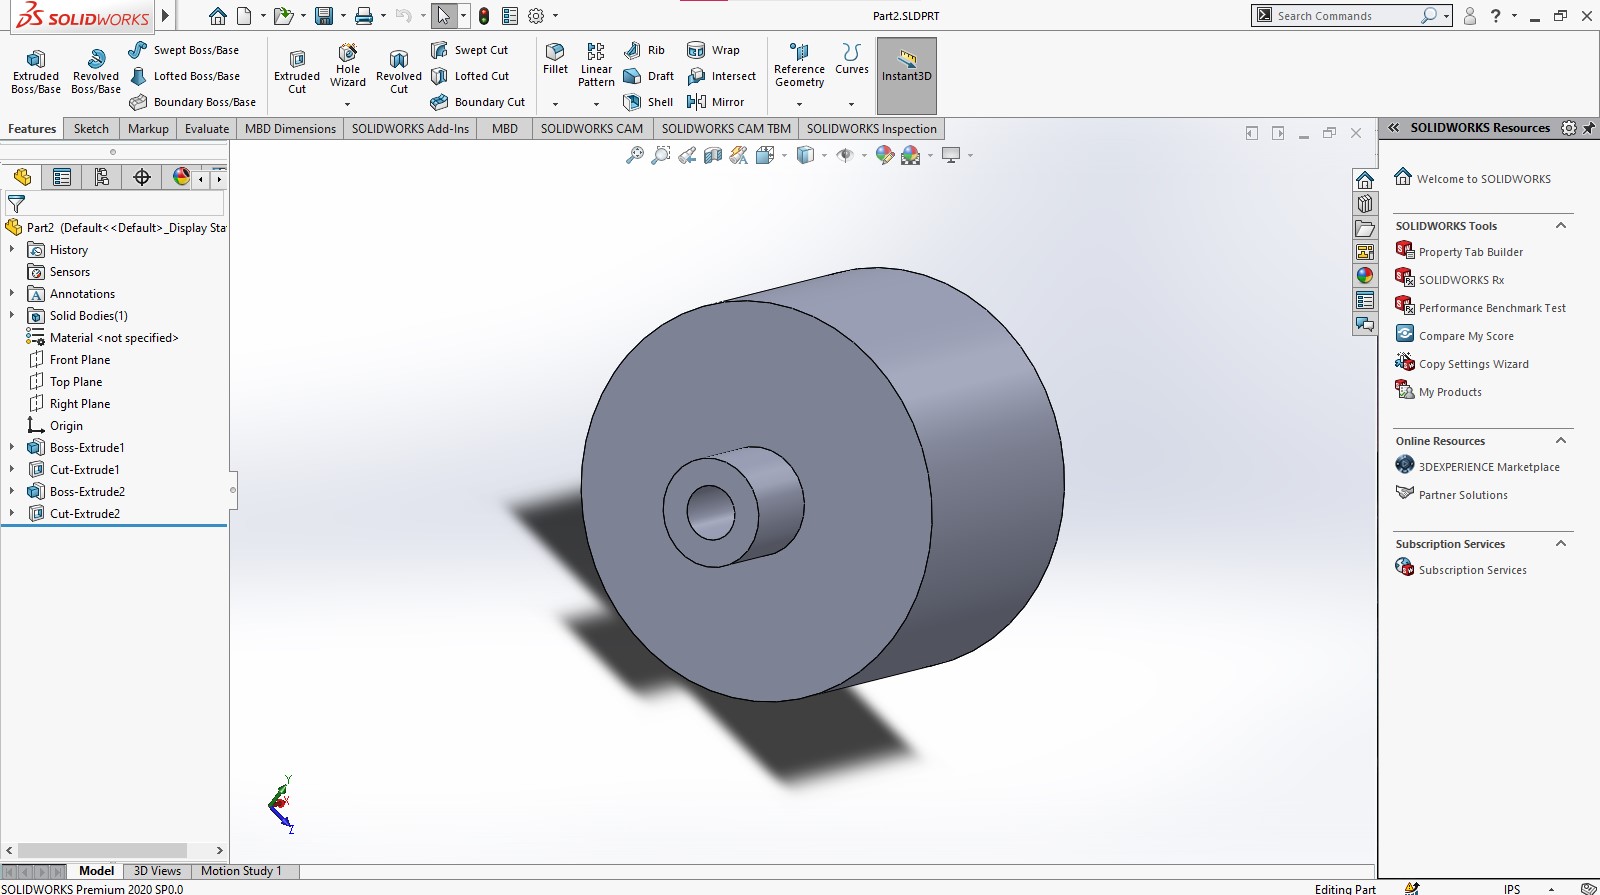 SOLIDWORKS
Part2.SLDPRT
Search Commands
?
Extruded Boss/Base
Revolved Boss/Base
Swept Boss/Base
Lofted Boss/Base
Boundary Boss/Base
Extruded Cut
Hole Wizard
Revolved Cut
Swept Cut
Lofted Cut
Boundary Cut
Fillet
Linear Pattern
Rib
Draft
Shell
Wrap
Intersect
Mirror
Reference Geometry
Curves
Instant3D
Features Sketch Markup Evaluate MBD Dimensions SOLIDWORKS Add-Ins MBD SOLIDWORKS CAM SOLIDWORKS CAM TBM SOLIDWORKS Inspection
Part2 (Default<<Default>_Display Sta
History
Sensors
Annotations
Solid Bodies(1)
Material <not specified>
Front Plane
Top Plane
Right Plane
Origin
Boss-Extrude1
Cut-Extrude1
Boss-Extrude2
Cut-Extrude2
Y
X
Z
SOLIDWORKS Resources
Welcome to SOLIDWORKS
SOLIDWORKS Tools
Property Tab Builder
SOLIDWORKS Rx
Performance Benchmark Test
Compare My Score
Copy Settings Wizard
My Products
Online Resources
3DEXPERIENCE Marketplace
Partner Solutions
Subscription Services
Subscription Services
Model 3D Views Motion Study 1
SOLIDWORKS Premium 2020 SP0.0
Editing Part
IPS